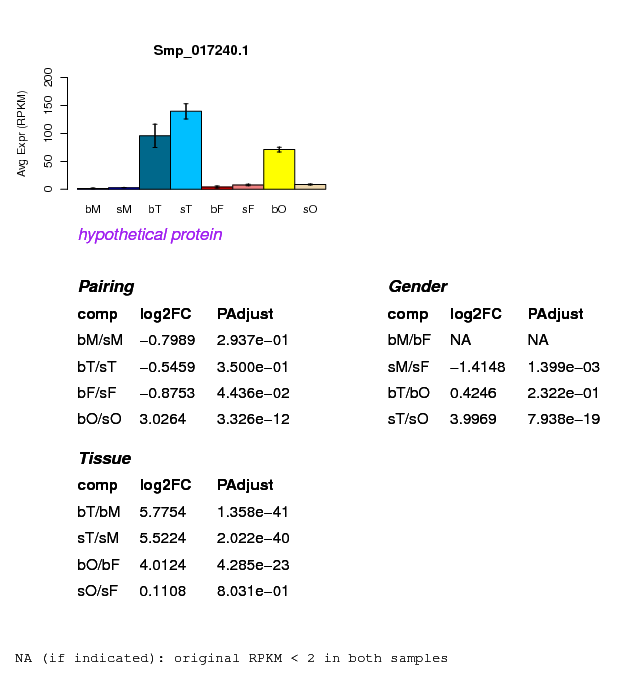 Smp_017240.1
Avg Expr (RPKM)
200
150
100
50
0
bM sM bT sT bF sF bO sO
hypothetical protein
Pairing
comp log2FC PAdjust
bM/sM −0.7989 2.937e−01
bT/sT −0.5459 3.500e−01
bF/sF −0.8753 4.436e−02
bO/sO 3.0264 3.326e−12
Gender
comp log2FC PAdjust
bM/bF NA NA
sM/sF −1.4148 1.399e−03
bT/bO 0.4246 2.322e−01
sT/sO 3.9969 7.938e−19
Tissue
comp log2FC PAdjust
bT/bM 5.7754 1.358e−41
sT/sM 5.5224 2.022e−40
bO/bF 4.0124 4.285e−23
sO/sF 0.1108 8.031e−01
NA (if indicated): original RPKM < 2 in both samples